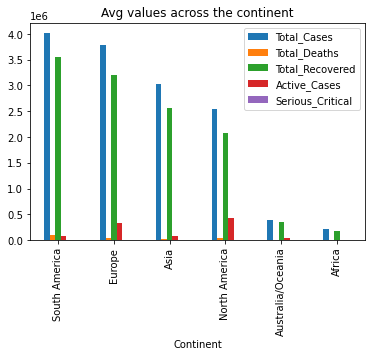 Avg values across the continent
1e6
4.0
3.5
3.0
2.5
2.0
1.5
1.0
0.5
0.0
Total_Cases
Total_Deaths
Total_Recovered
Active_Cases
Serious_Critical
South America
Europe
Asia
North America
Australia/Oceania
Africa
Continent